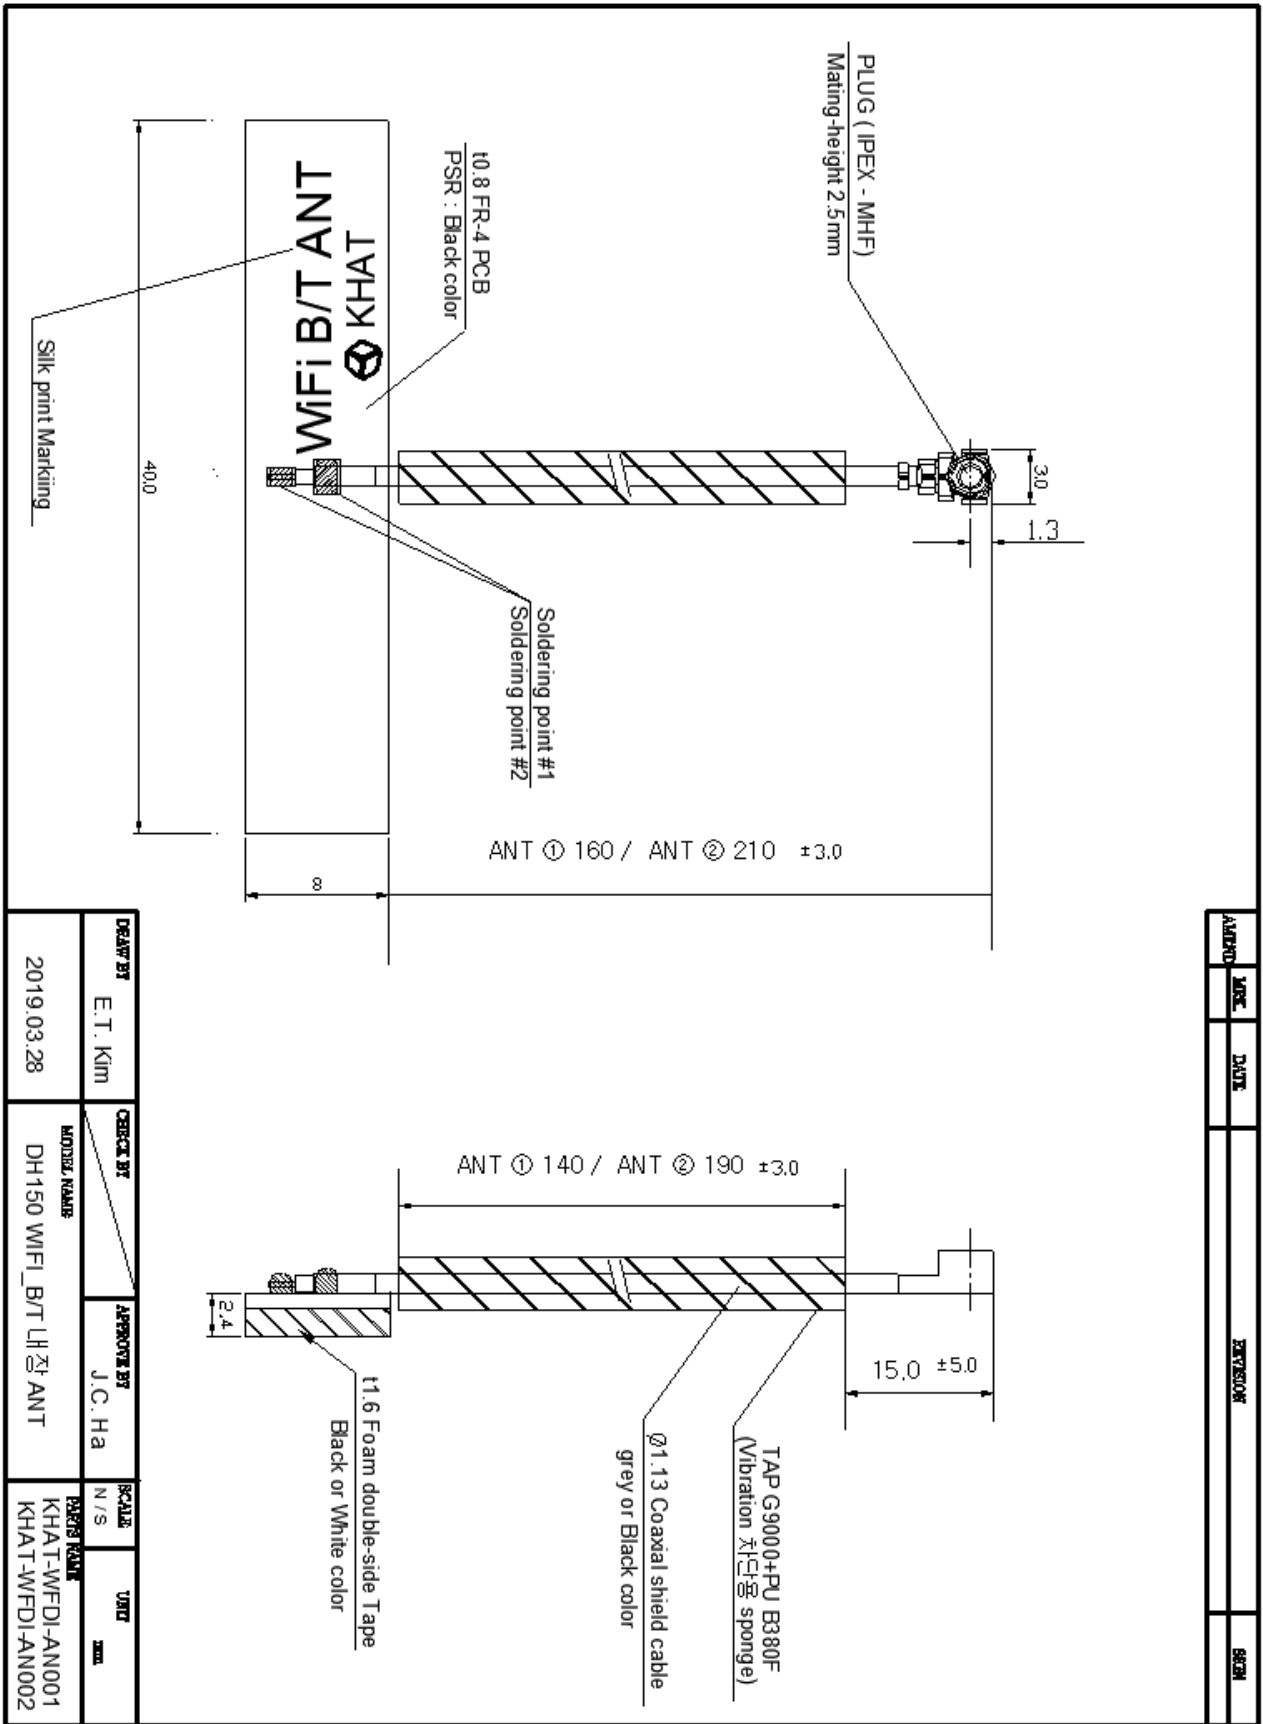 AMEND
MRK
DATE
REVISION
SIGN
PLUG ( IPEX - MHF)
Mating-height 2.5mm
3.0
1.3
t0.8 FR-4 PCB
PSR : Black color
KHAT
WiFi B/T ANT
Silk print Markiing
40.0
Soldering point #1
Soldering point #2
ANT ① 160 / ANT ② 210 ±3.0
8
ANT ① 140 / ANT ② 190 ±3.0
15.0 ±5.0
TAP G9000+PU B380F
(Vibration 차단용 sponge)
Ø1.13 Coaxial shield cable
grey or Black color
2.4
t1.6 Foam double-side Tape
Black or White color
DRAW BY
E.T. Kim
CHECK BY
APPROVE BY
J.C. Ha
SCALE
N / S
UNIT
mm
2019.03.28
MODEL NAME
DH150 WIFI_B/T 내장 ANT
PARTS NAME
KHAT-WFDI-AN001
KHAT-WFDI-AN002